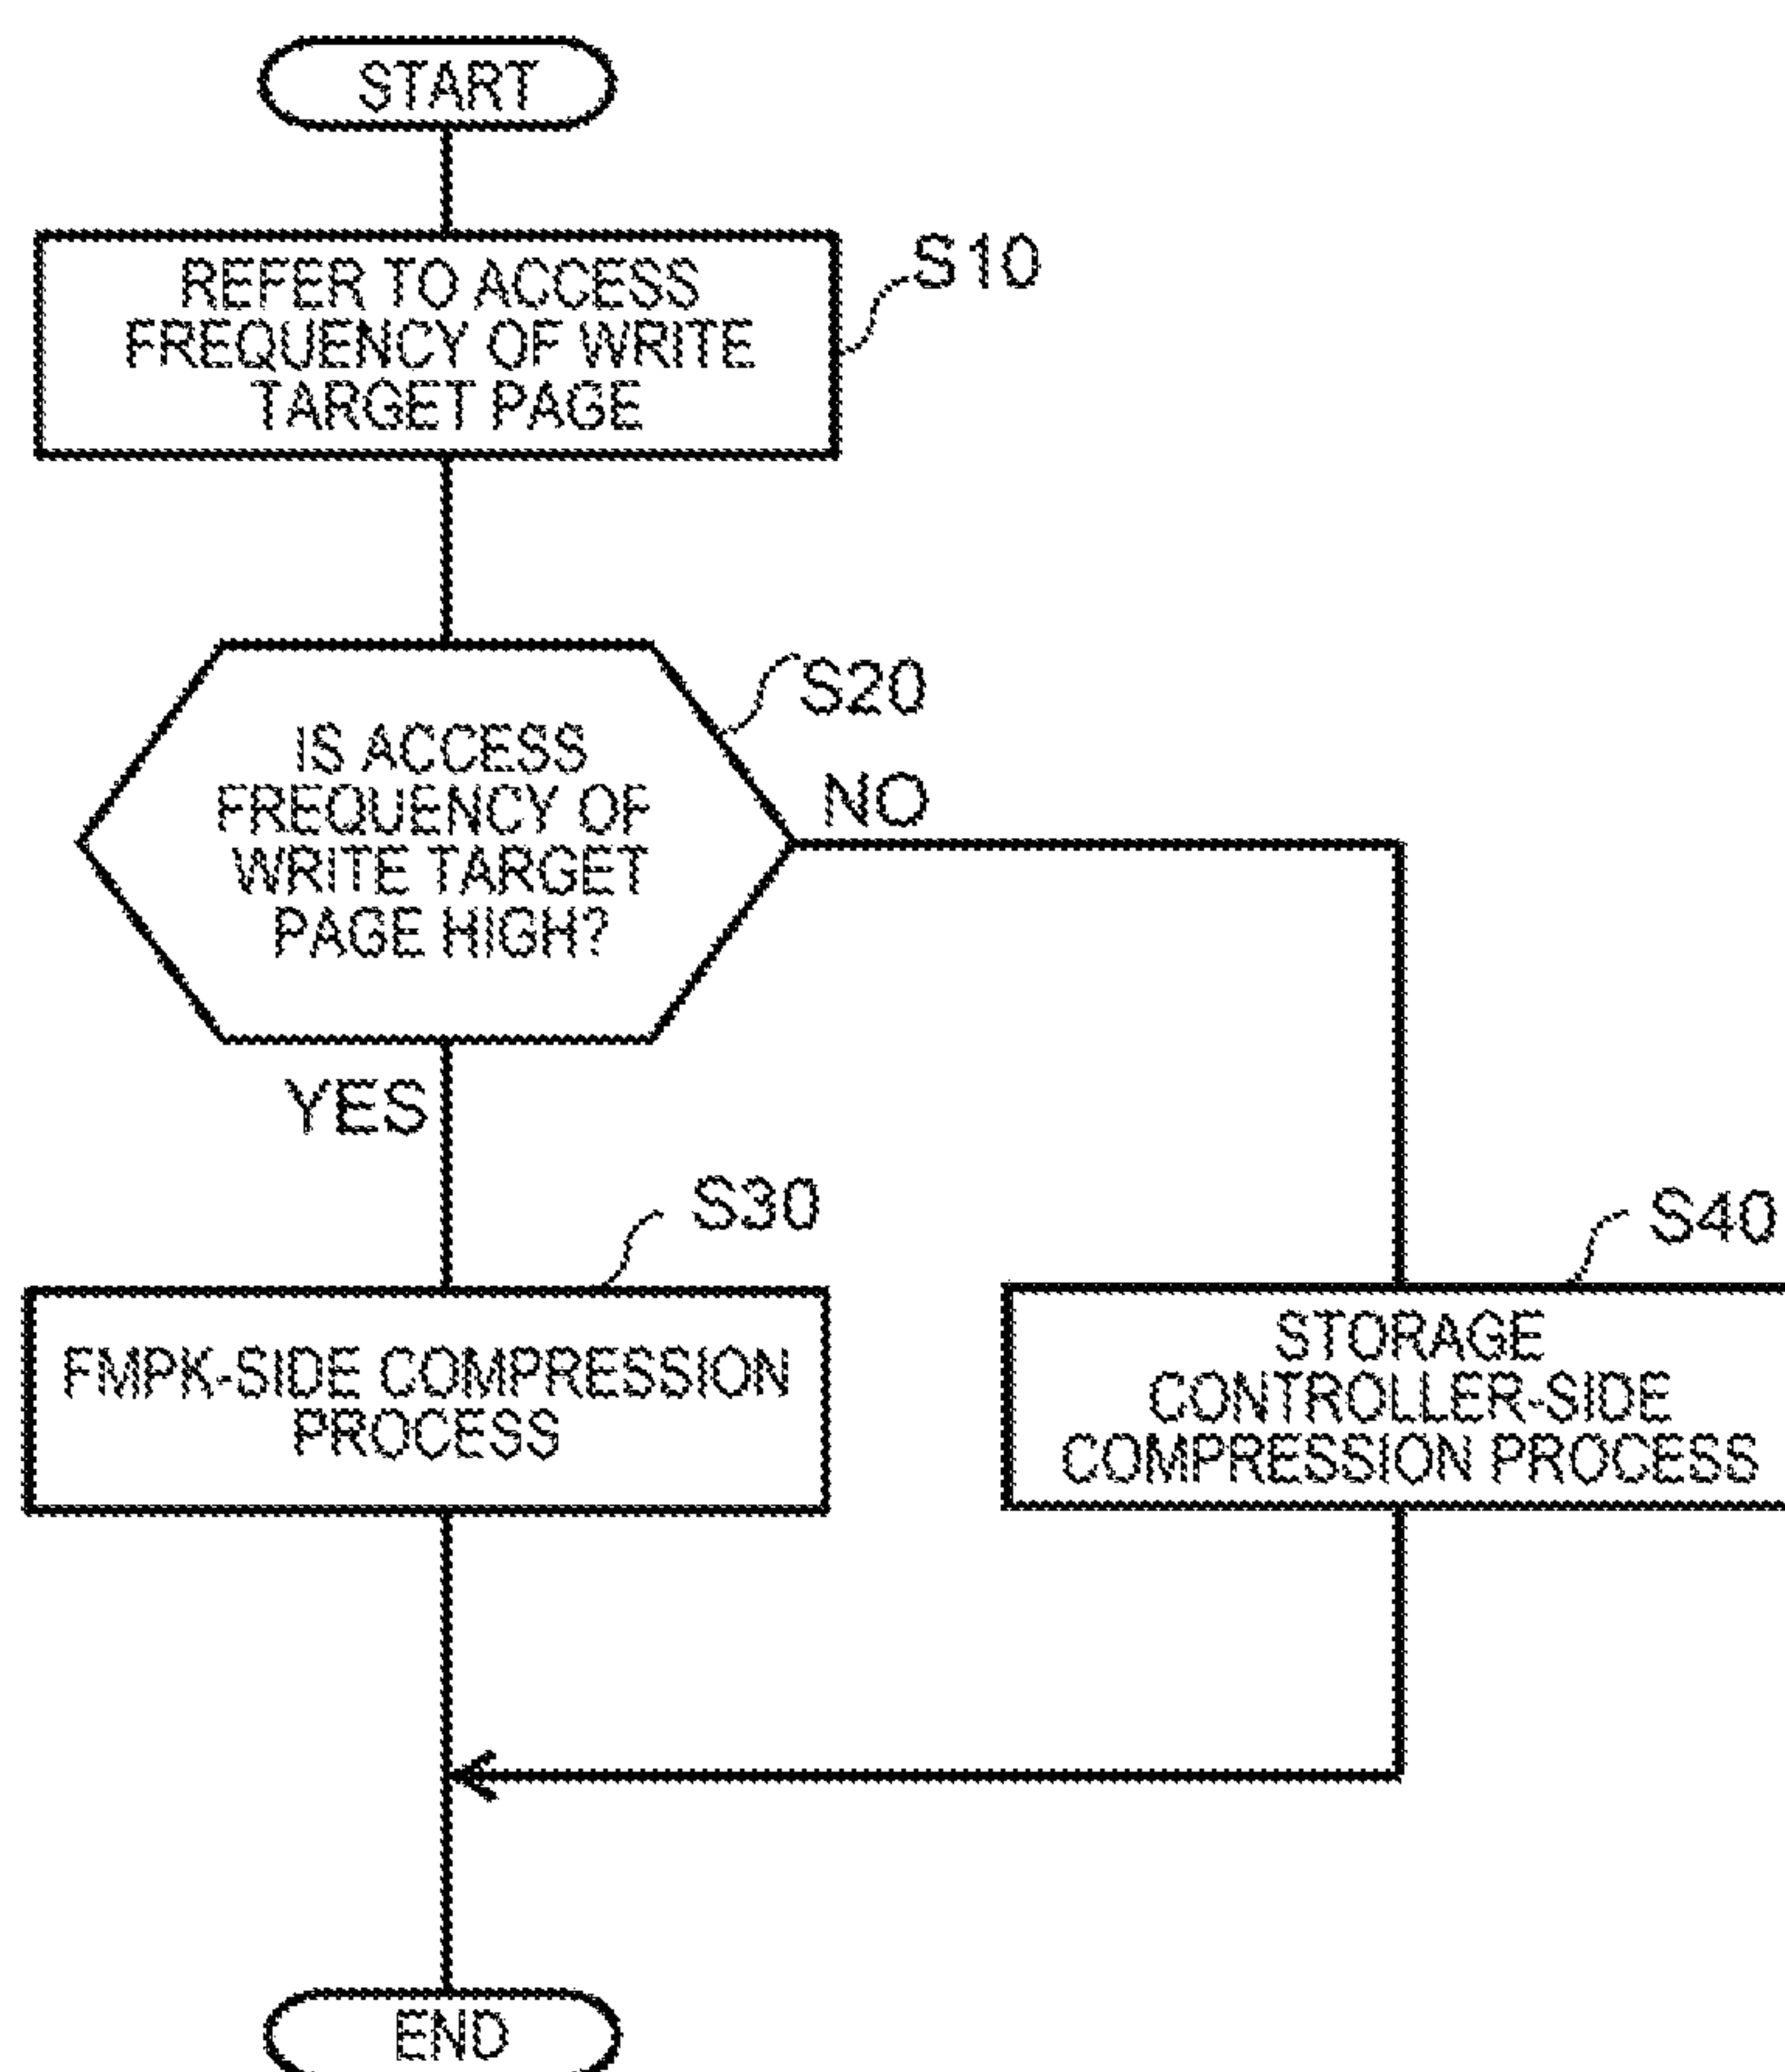 START
REFER TO ACCESS
FREQUENCY OF WRITE
TARGET PAGE
S10
IS ACCESS
FREQUENCY OF
WRITE TARGET
PAGE HIGH?
S20
NO
YES
FMPK-SIDE COMPRESSION
PROCESS
S30
STORAGE
CONTROLLER-SIDE
COMPRESSION PROCESS
S40
END